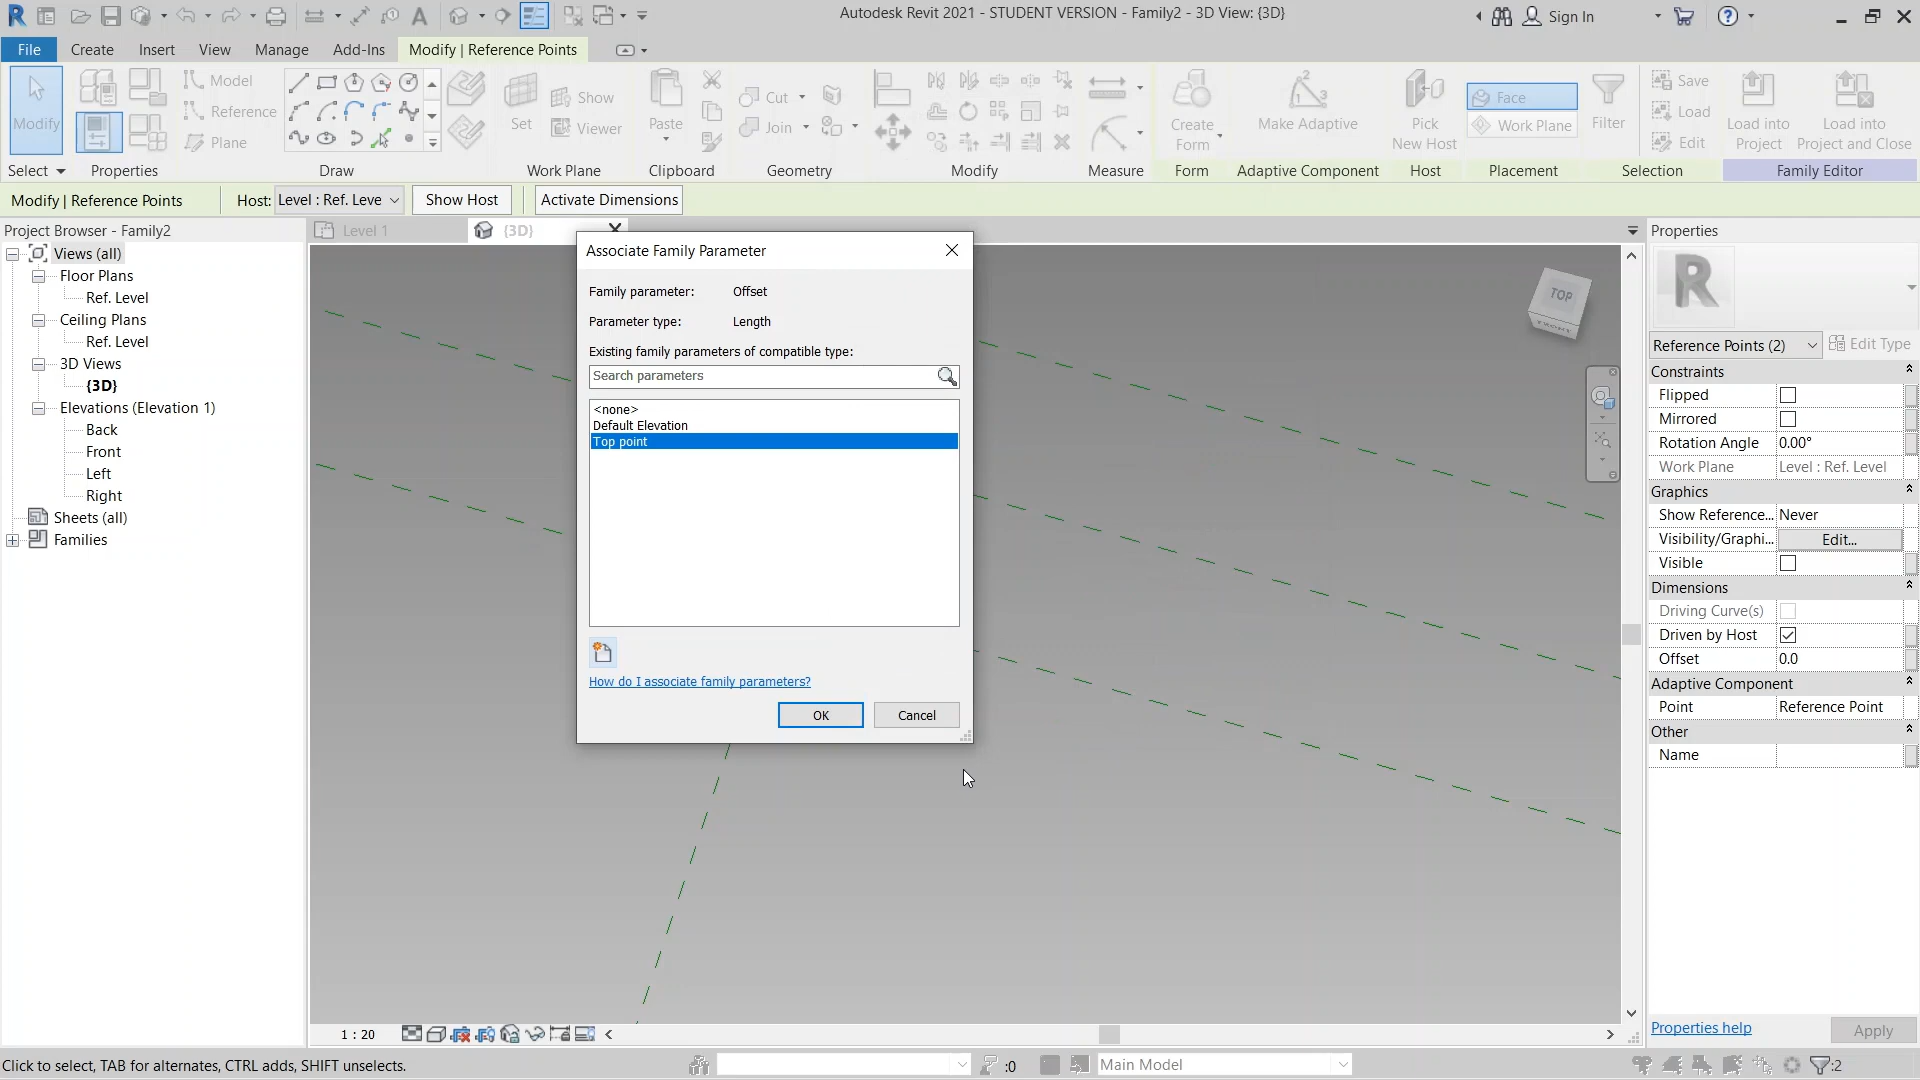 Autodesk Revit 2021 - STUDENT VERSION - Family2 - 3D View: {3D}
Sign In
File
Create
Insert
View
Manage
Add-Ins
Modify | Reference Points
Modify
Model
Reference
Plane
Set
Show
Viewer
Paste
Cut
Join
Create
Form
Make Adaptive
Pick
New Host
Face
Work Plane
Filter
Save
Load
Edit
Load into
Project
Load into
Project and Close
Select
Properties
Draw
Work Plane
Clipboard
Geometry
Modify
Measure
Form
Adaptive Component
Host
Placement
Selection
Family Editor
Modify | Reference Points
Host:
Level : Ref. Leve
Show Host
Activate Dimensions
Project Browser - Family2
Views (all)
Floor Plans
Ref. Level
Ceiling Plans
Ref. Level
3D Views
{3D}
Elevations (Elevation 1)
Back
Front
Left
Right
Sheets (all)
Families
Level 1
{3D}
Associate Family Parameter
Family parameter:
Offset
Parameter type:
Length
Existing family parameters of compatible type:
Search parameters
<none>
Default Elevation
Top point
How do I associate family parameters?
OK
Cancel
TOP
FRONT
Properties
Reference Points (2)
Edit Type
Constraints
Flipped
Mirrored
Rotation Angle
0.00°
Work Plane
Level : Ref. Level
Graphics
Show Reference...
Never
Visibility/Graphi...
Edit...
Visible
Dimensions
Driving Curve(s)
Driven by Host
Offset
0.0
Adaptive Component
Point
Reference Point
Other
Name
Properties help
Apply
1 : 20
Click to select, TAB for alternates, CTRL adds, SHIFT unselects.
:0
Main Model
:2